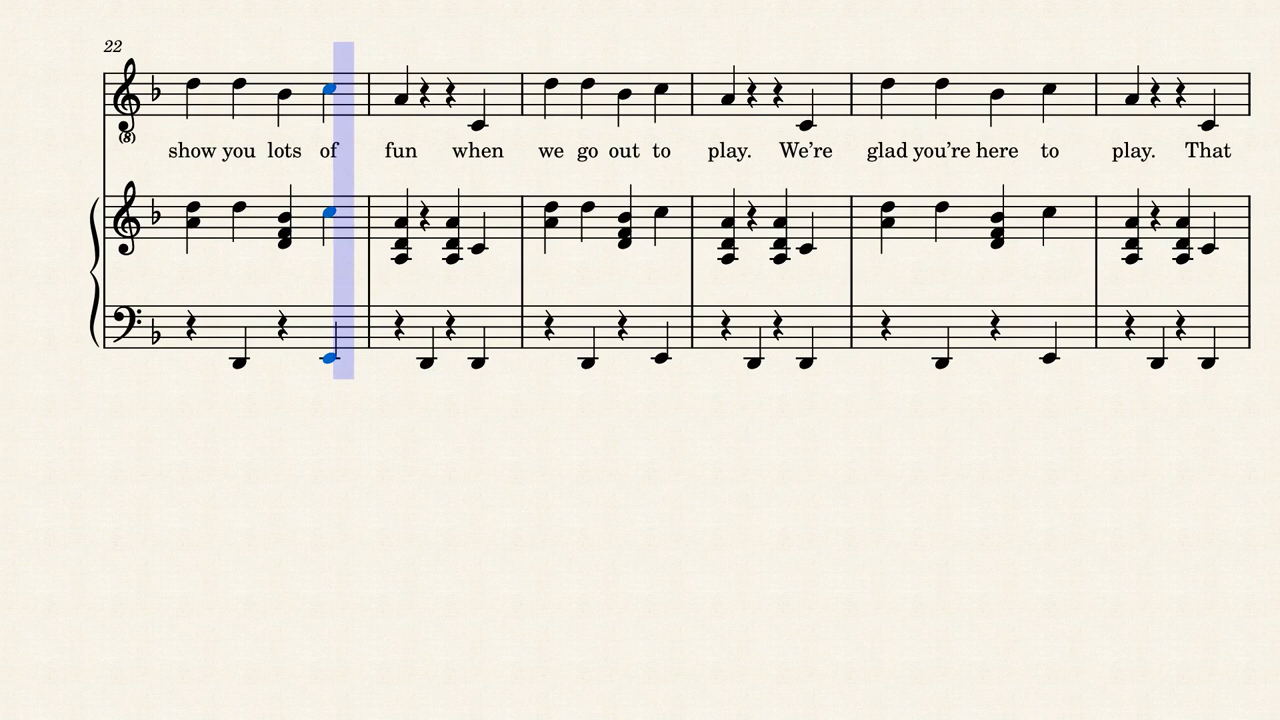 22
(8)
show you lots of fun when we go out to play. We’re glad you’re here to play. That